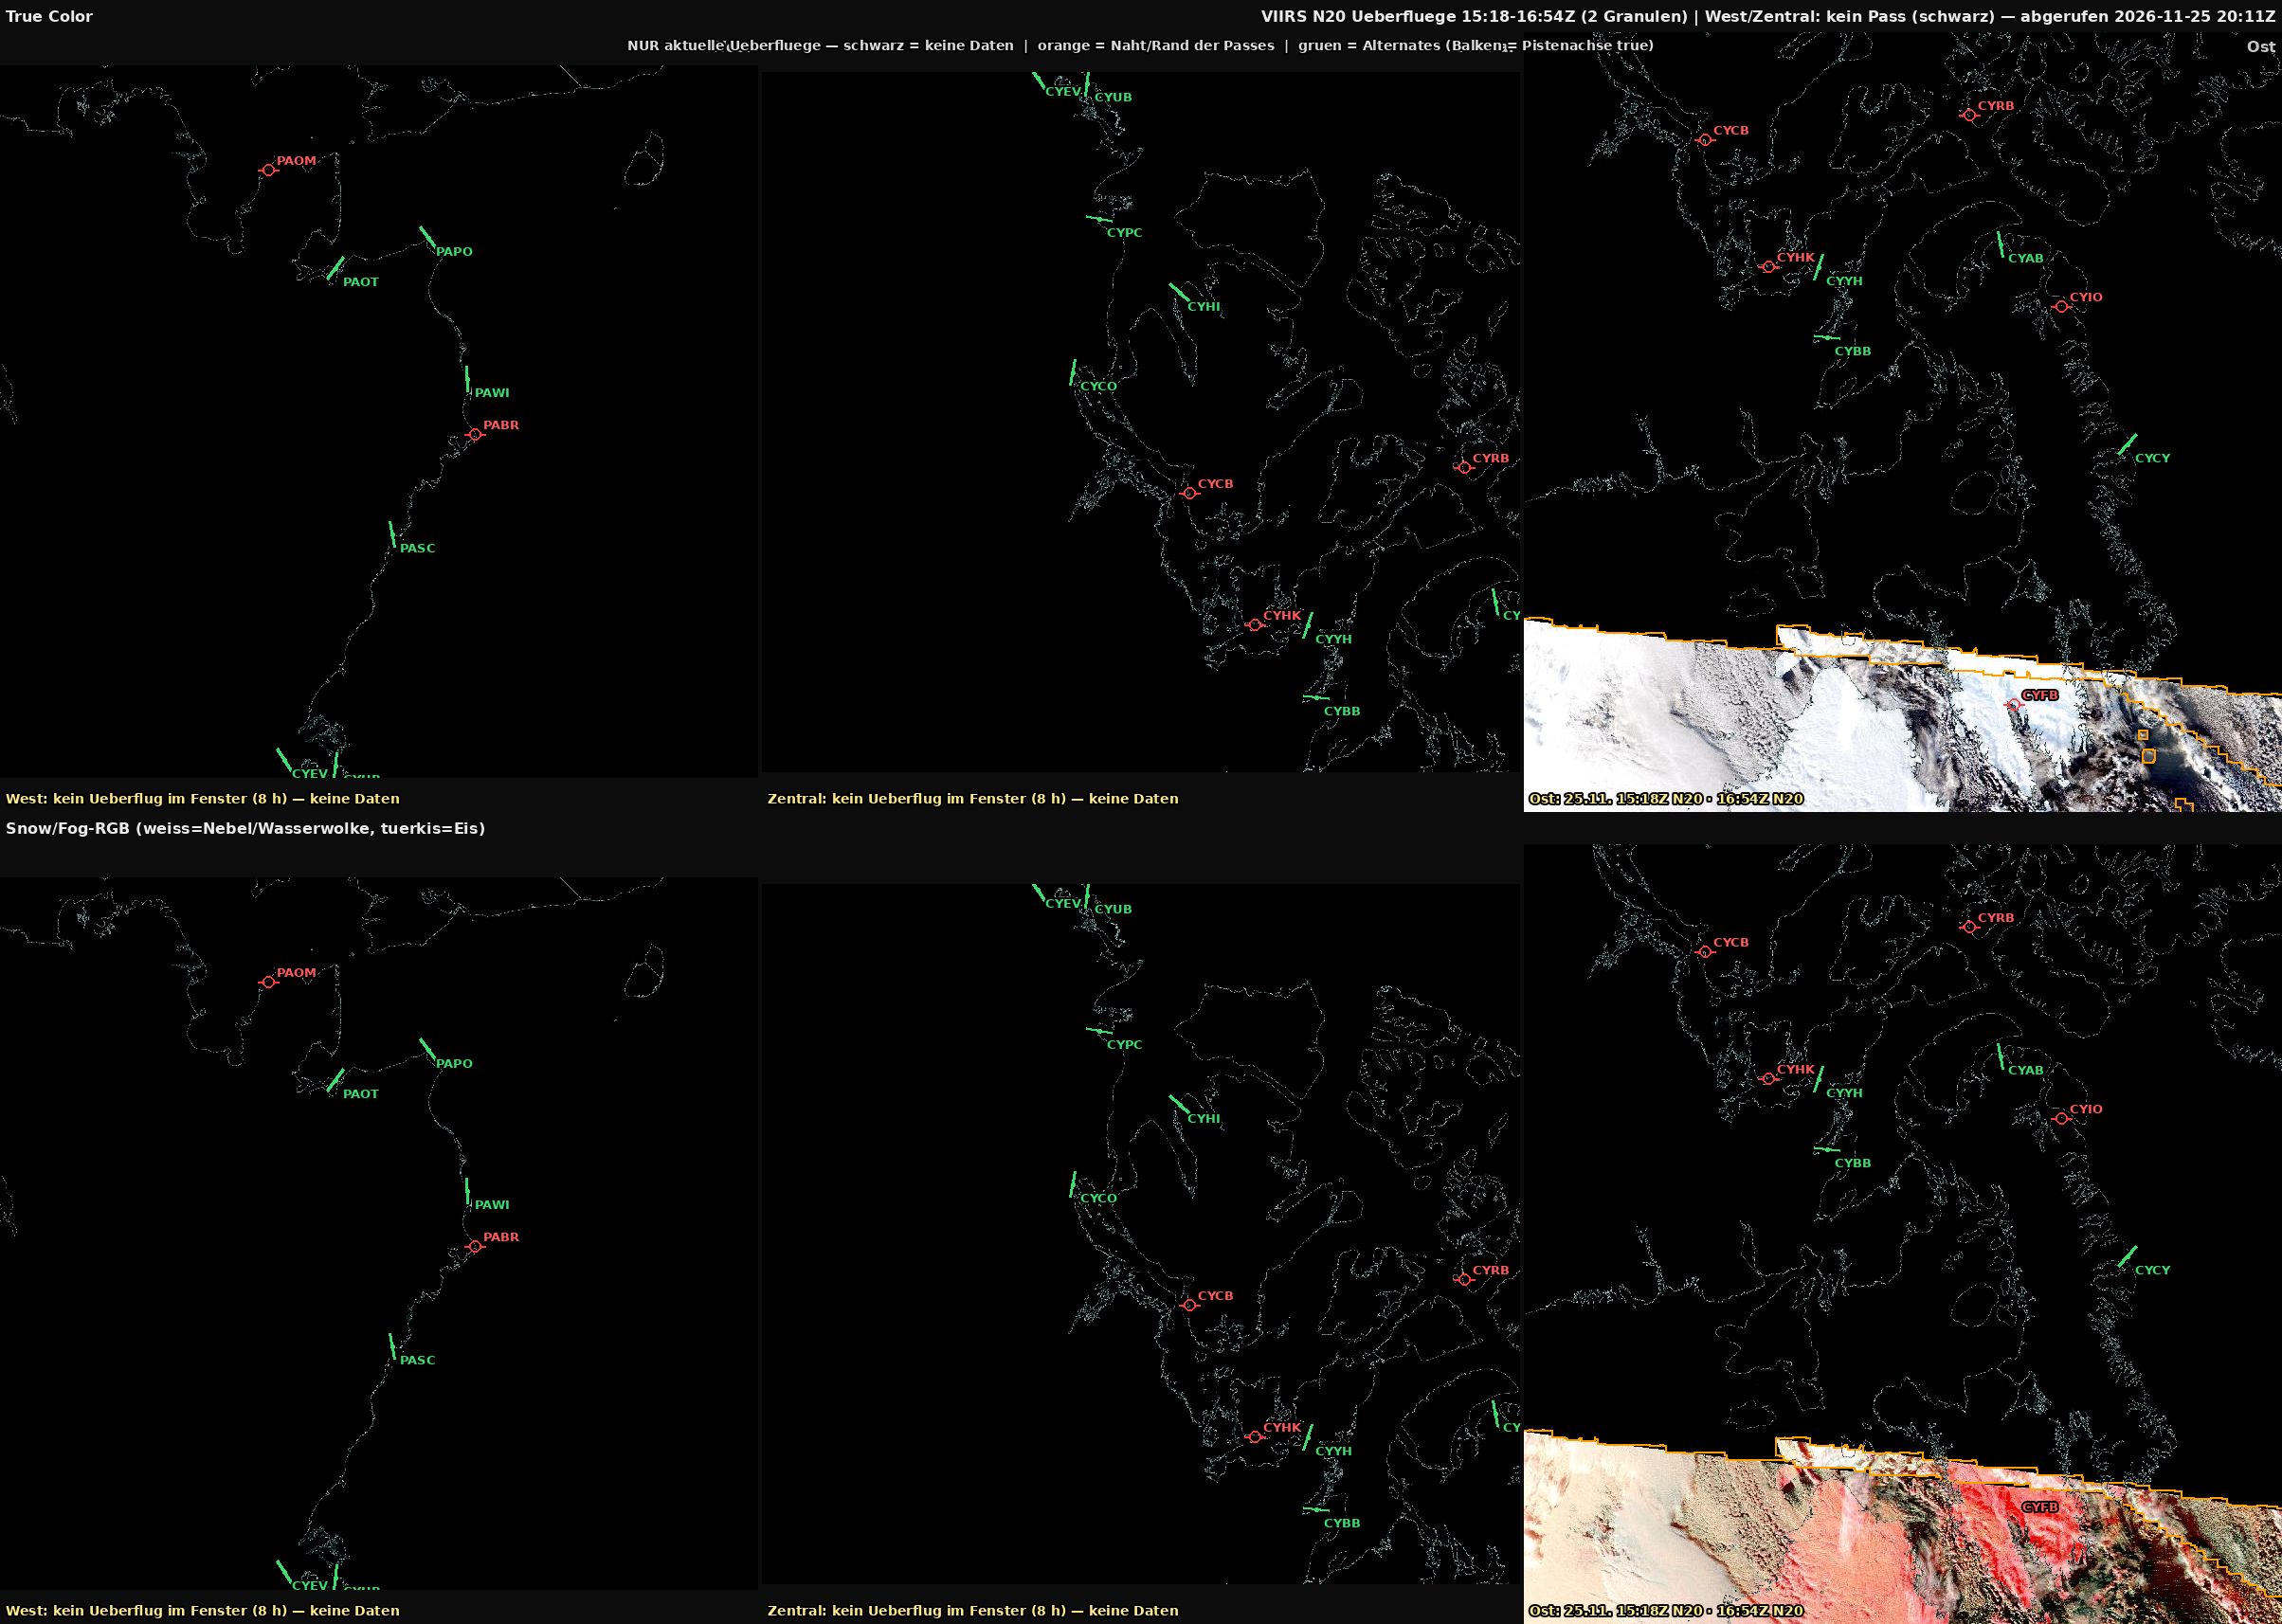 True Color
VIIRS N20 Ueberfluege 15:18-16:54Z (2 Granulen) | West/Zentral: kein Pass (schwarz) — abgerufen 2026-11-25 20:11Z
NUR aktuelle Ueberfluege — schwarz = keine Daten | orange = Naht/Rand der Passes | gruen = Alternates (Balken = Pistenachse true)
Ost
PAOM
PAPO
PAOT
PAWI
PABR
PASC
CYEV
West: kein Ueberflug im Fenster (8 h) — keine Daten
CYEV
CYUB
CYPC
CYHI
CYCO
CYRB
CYCB
CYHK
CY
CYYH
CYBB
Zentral: kein Ueberflug im Fenster (8 h) — keine Daten
CYRB
CYCB
CYHK
CYAB
CYYH
CYIO
CYBB
CYCY
CYFB
Ost: 25.11. 15:18Z N20 · 16:54Z N20
Snow/Fog-RGB (weiss=Nebel/Wasserwolke, tuerkis=Eis)
PAOM
PAPO
PAOT
PAWI
PABR
PASC
CYEV
West: kein Ueberflug im Fenster (8 h) — keine Daten
CYEV
CYUB
CYPC
CYHI
CYCO
CYRB
CYCB
CYHK
CY
CYYH
CYBB
Zentral: kein Ueberflug im Fenster (8 h) — keine Daten
CYRB
CYCB
CYHK
CYAB
CYYH
CYIO
CYBB
CYCY
CYFB
Ost: 25.11. 15:18Z N20 · 16:54Z N20